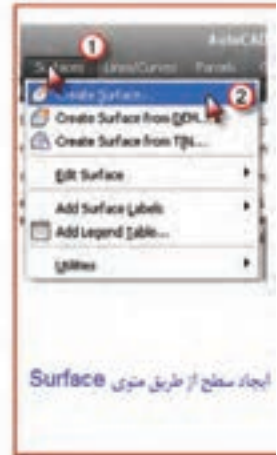 AutoCAD
1
Surfaces Lines/Curves Parcels
Create Surface...
2
Create Surface from DEM...
Create Surface from TIN...
Edit Surface
Add Surface Labels
Add Legend Table...
Utilities
ایجاد سطح از طریق منوی Surface